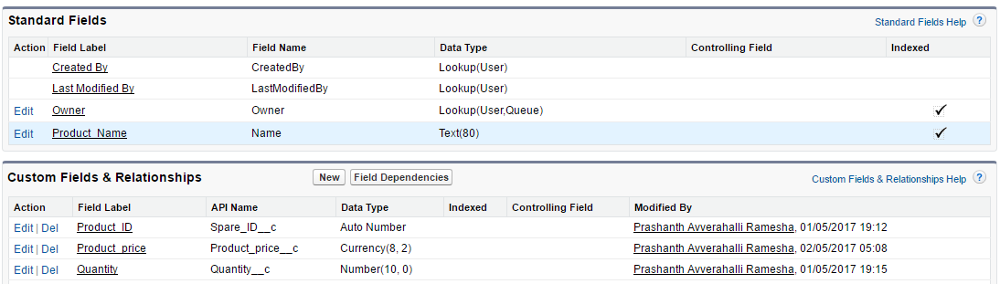 Standard Fields Standard Fields Help ?
Action Field Label Field Name Data Type Controlling Field Indexed
Created By CreatedBy Lookup(User)
Last Modified By LastModifiedBy Lookup(User)
Edit Owner Owner Lookup(User,Queue)
Edit Product_Name Name Text(80)
Custom Fields & Relationships New Field Dependencies Custom Fields & Relationships Help ?
Action Field Label API Name Data Type Indexed Controlling Field Modified By
Edit | Del Product_ID Spare_ID__c Auto Number Prashanth Avverahalli Ramesha, 01/05/2017 19:12
Edit | Del Product_price Product_price__c Currency(8, 2) Prashanth Avverahalli Ramesha, 02/05/2017 05:08
Edit | Del Quantity Quantity__c Number(10, 0) Prashanth Avverahalli Ramesha, 01/05/2017 19:15